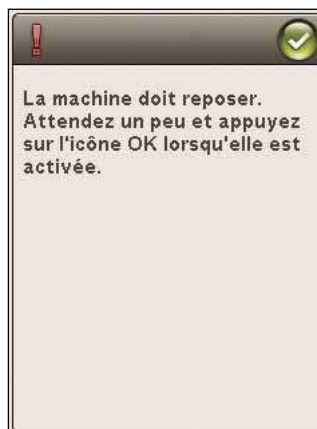 La machine doit reposer.
Attendez un peu et appuyez
sur l'icône OK lorsqu'elle est
activée.